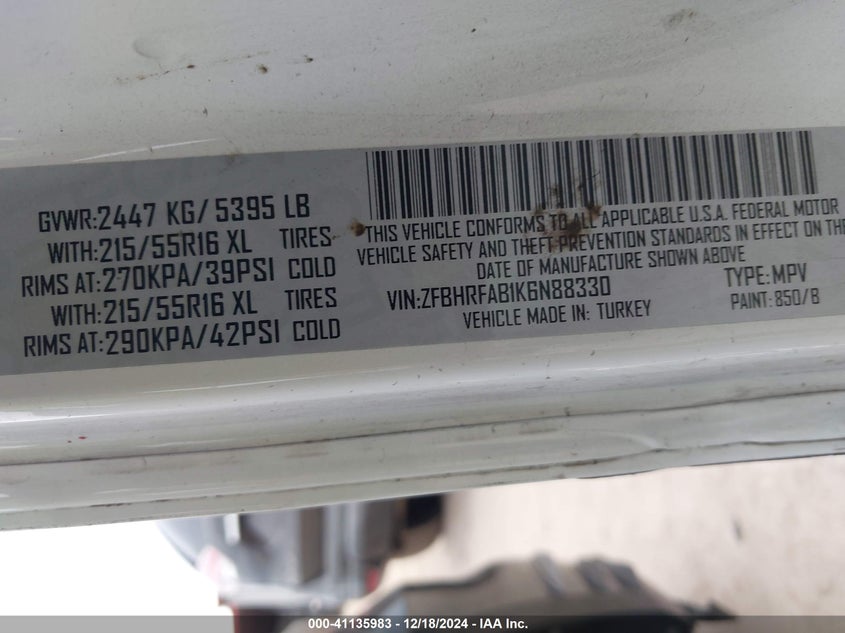 GVWR:2447 KG/ 5395 LB
WITH:215/55R16 XL TIRES
RIMS AT:270KPA/39PSI COLD
WITH:215/55R16 XL TIRES
RIMS AT:290KPA/42PSI COLD
THIS VEHICLE CONFORMS TO ALL APPLICABLE U.S.A. FEDERAL MOTOR
VEHICLE SAFETY AND THEFT PREVENTION STANDARDS IN EFFECT ON THE
DATE OF MANUFACTURE SHOWN ABOVE
VIN:ZFBHRFAB1K6N88330 TYPE:MPV
VEHICLE MADE IN: TURKEY PAINT: 850/B
000-41135983 - 12/18/2024 - IAA Inc.